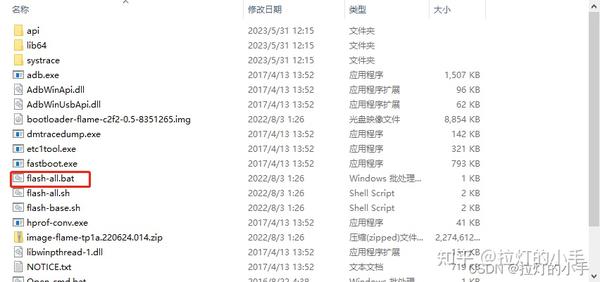 名称 修改日期 类型 大小
api 2023/5/31 12:15 文件夹
lib64 2023/5/31 12:15 文件夹
systrace 2023/5/31 12:15 文件夹
adb.exe 2017/4/13 13:52 应用程序 1,507 KB
AdbWinApi.dll 2017/4/13 13:52 应用程序扩展 96 KB
AdbWinUsbApi.dll 2017/4/13 13:52 应用程序扩展 62 KB
bootloader-flame-c2f2-0.5-8351265.img 2022/8/3 1:26 光盘映像文件 8,854 KB
dmtracedump.exe 2017/4/13 13:52 应用程序 142 KB
etc1tool.exe 2017/4/13 13:52 应用程序 321 KB
fastboot.exe 2017/4/13 13:52 应用程序 793 KB
flash-all.bat 2022/8/3 1:26 Windows 批处理... 1 KB
flash-all.sh 2022/8/3 1:26 Shell Script 2 KB
flash-base.sh 2022/8/3 1:26 Shell Script 2 KB
hprof-conv.exe 2017/4/13 13:52 应用程序 41 KB
image-flame-tp1a.220624.014.zip 2022/8/3 1:26 压缩(zipped)文件... 2,274,612...
libwinpthread-1.dll 2017/4/13 13:52 应用程序扩展 KB
NOTICE.txt 2017/4/13 13:52 文本文档 719 KB
Open-cmd.bat 2016/8/22 4:38 Windows 批处理
知乎 @拉灯的小手
CSDN @拉灯的小手